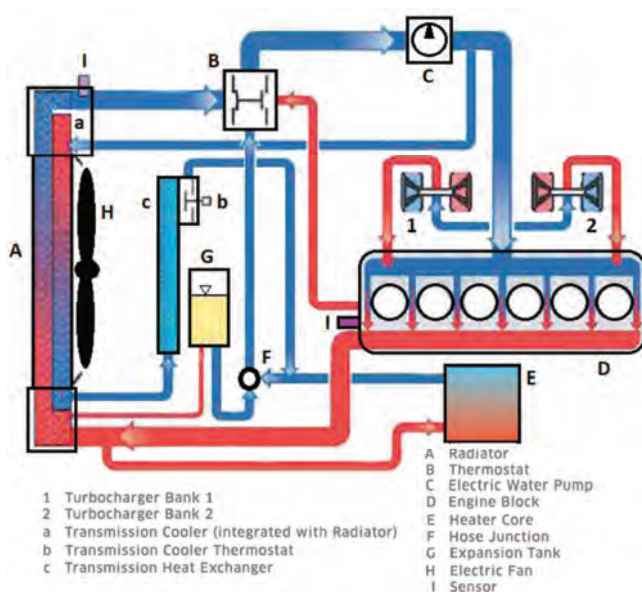 I
B
C
a
H
c
b
A
G
1
2
I
F
D
E
A Radiator
B Thermostat
C Electric Water Pump
D Engine Block
E Heater Core
F Hose Junction
G Expansion Tank
H Electric Fan
I Sensor
1 Turbocharger Bank 1
2 Turbocharger Bank 2
a Transmission Cooler (integrated with Radiator)
b Transmission Cooler Thermostat
c Transmission Heat Exchanger